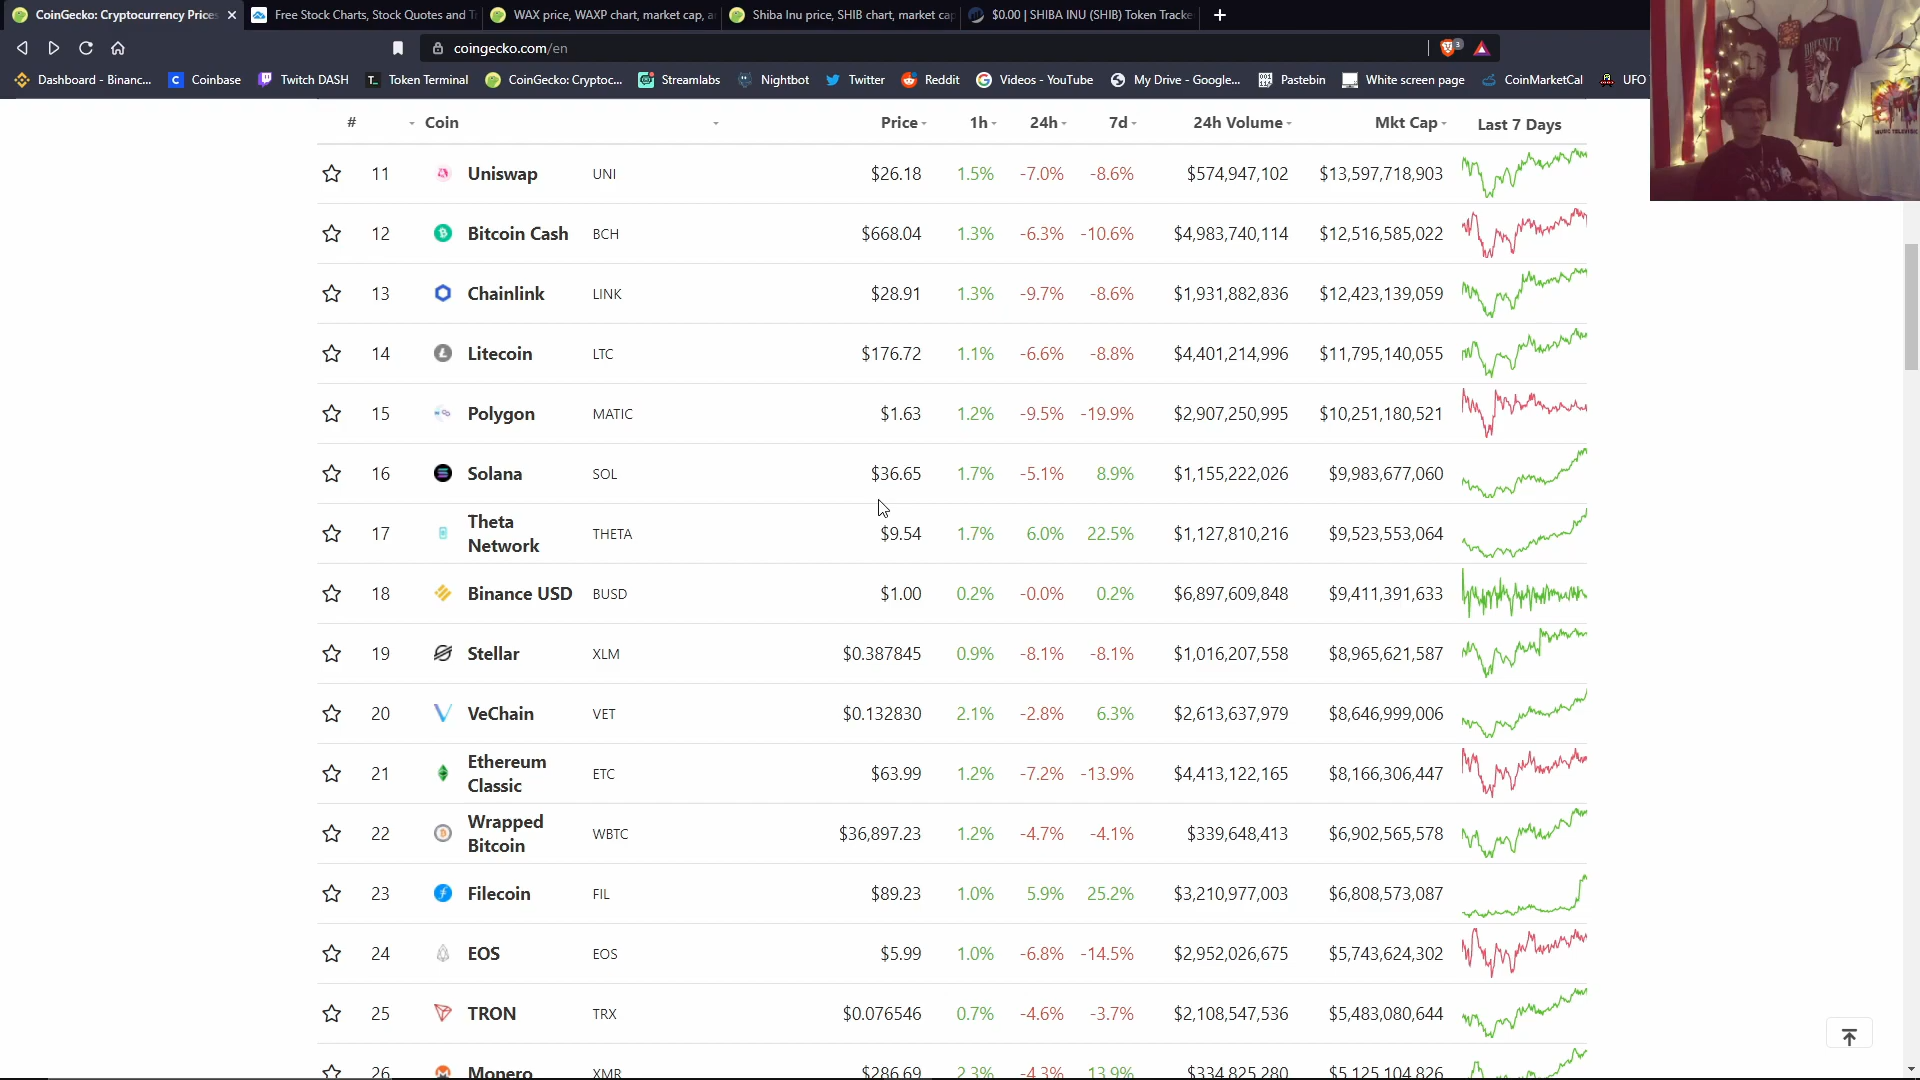 CoinGecko: Cryptocurrency Prices
Free Stock Charts, Stock Quotes and T
WAX price, WAXP chart, market cap, a
Shiba Inu price, SHIB chart, market cap
$0.00 | SHIBA INU (SHIB) Token Tracke
coingecko.com/en
3
Dashboard - Binanc...
Coinbase
Twitch DASH
Token Terminal
CoinGecko: Cryptoc...
Streamlabs
Nightbot
Twitter
Reddit
Videos - YouTube
My Drive - Google...
Pastebin
White screen page
CoinMarketCal
UFO
BRITNEY
MUSIC TELEVISION
# Coin Price 1h 24h 7d 24h Volume Mkt Cap Last 7 Days
11 Uniswap UNI $26.18 1.5% -7.0% -8.6% $574,947,102 $13,597,718,903
12 Bitcoin Cash BCH $668.04 1.3% -6.3% -10.6% $4,983,740,114 $12,516,585,022
13 Chainlink LINK $28.91 1.3% -9.7% -8.6% $1,931,882,836 $12,423,139,059
14 Litecoin LTC $176.72 1.1% -6.6% -8.8% $4,401,214,996 $11,795,140,055
15 Polygon MATIC $1.63 1.2% -9.5% -19.9% $2,907,250,995 $10,251,180,521
16 Solana SOL $36.65 1.7% -5.1% 8.9% $1,155,222,026 $9,983,677,060
17 Theta Network THETA $9.54 1.7% 6.0% 22.5% $1,127,810,216 $9,523,553,064
18 Binance USD BUSD $1.00 0.2% -0.0% 0.2% $6,897,609,848 $9,411,391,633
19 Stellar XLM $0.387845 0.9% -8.1% -8.1% $1,016,207,558 $8,965,621,587
20 VeChain VET $0.132830 2.1% -2.8% 6.3% $2,613,637,979 $8,646,999,006
21 Ethereum Classic ETC $63.99 1.2% -7.2% -13.9% $4,413,122,165 $8,166,306,447
22 Wrapped Bitcoin WBTC $36,897.23 1.2% -4.7% -4.1% $339,648,413 $6,902,565,578
23 Filecoin FIL $89.23 1.0% 5.9% 25.2% $3,210,977,003 $6,808,573,087
24 EOS EOS $5.99 1.0% -6.8% -14.5% $2,952,026,675 $5,743,624,302
25 TRON TRX $0.076546 0.7% -4.6% -3.7% $2,108,547,536 $5,483,080,644
26 Monero XMR $286.69 2.3% -4.3% 13.9% $334,825,280 $5,125,104,826